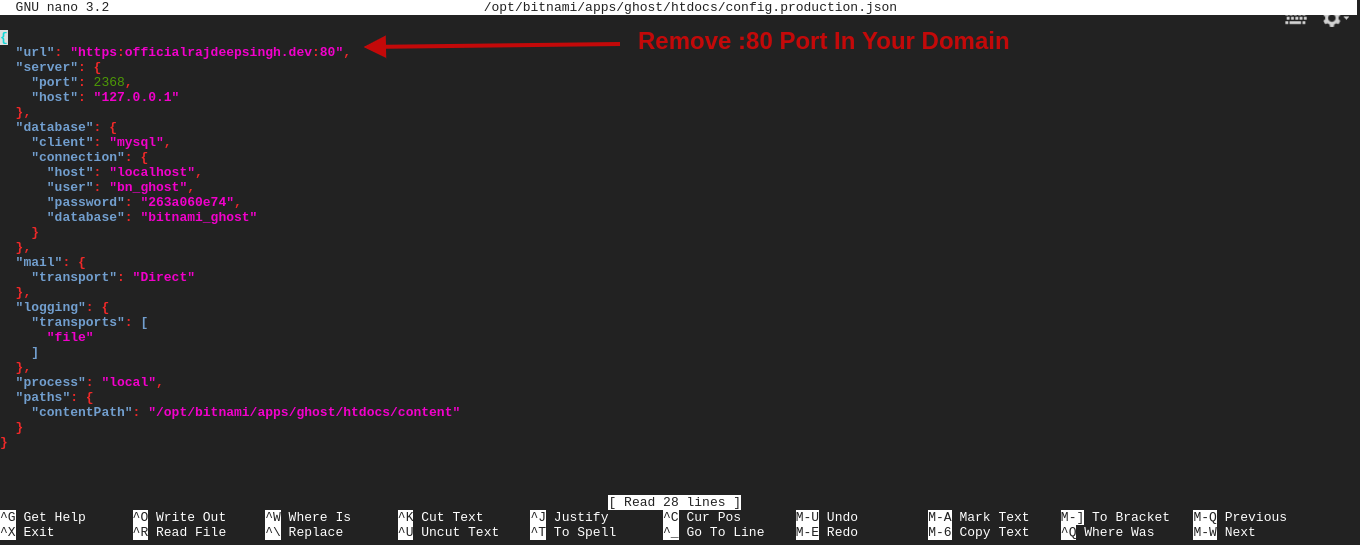 GNU nano 3.2 /opt/bitnami/apps/ghost/htdocs/config.production.json
{
"url": "https:officialrajdeepsingh.dev:80", Remove :80 Port In Your Domain
"server": {
"port": 2368,
"host": "127.0.0.1"
},
"database": {
"client": "mysql",
"connection": {
"host": "localhost",
"user": "bn_ghost",
"password": "263a060e74",
"database": "bitnami_ghost"
}
},
"mail": {
"transport": "Direct"
},
"logging": {
"transports": [
"file"
]
},
"process": "local",
"paths": {
"contentPath": "/opt/bitnami/apps/ghost/htdocs/content"
}
}
[ Read 28 lines ]
^G Get Help ^O Write Out ^W Where Is ^K Cut Text ^J Justify ^C Cur Pos M-U Undo M-A Mark Text M-] To Bracket M-Q Previous
^X Exit ^R Read File ^\ Replace ^U Uncut Text ^T To Spell ^_ Go To Line M-E Redo M-6 Copy Text ^Q Where Was M-W Next